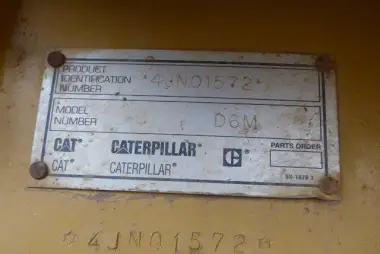 PRODUCT
IDENTIFICATION
NUMBER
*4JN01572*
MODEL
NUMBER
D6M
CAT® CATERPILLAR® C® PARTS ORDER
CAT® CATERPILLAR®
*4JN01572*